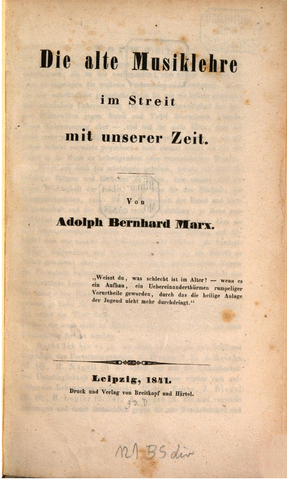 Die alte Musiklehre
im Streit
mit unserer Zeit.
Von
Adolph Bernhard Marx.
„Weisst du, was schlecht ist im Alter? — wenn es
ein Aufbau, ein Uebereinanderthürmen rumpeliger
Vorurtheile geworden, durch das die heilige Anlage
der Jugend nicht mehr durchdringt.“
Leipzig, 1841.
Druck und Verlag von Breitkopf und Härtel.